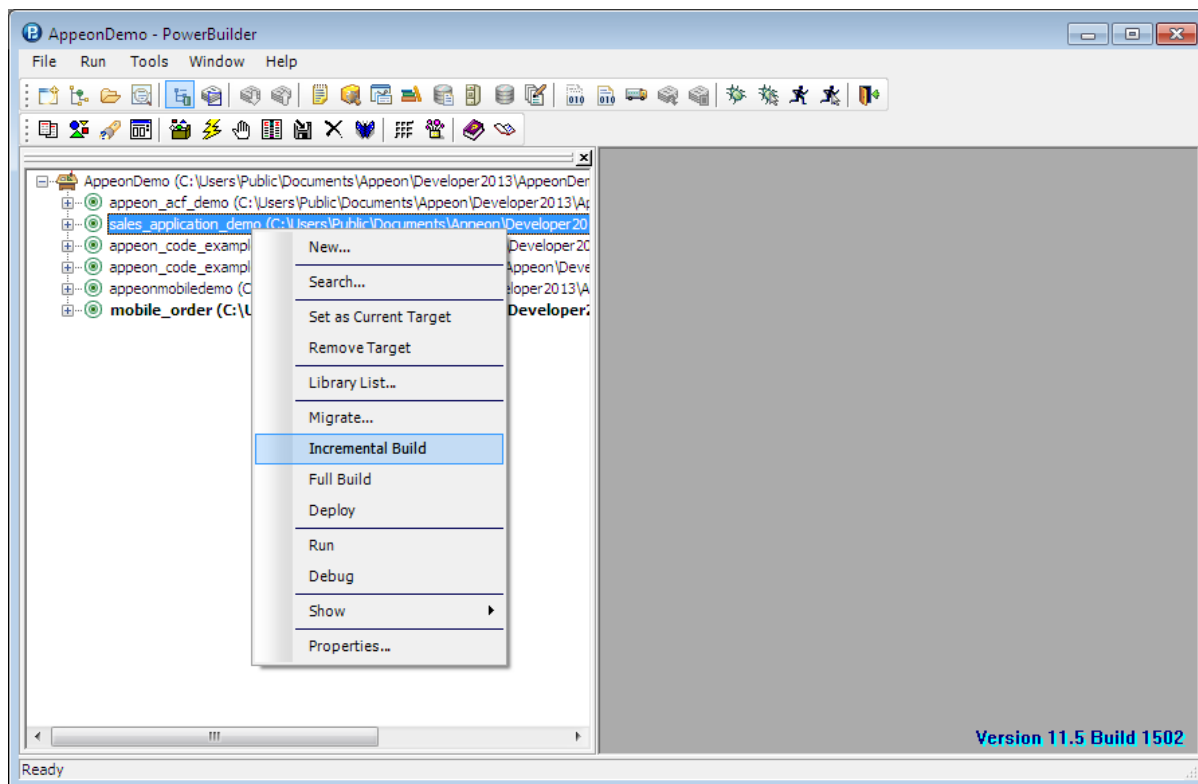 AppeonDemo - PowerBuilder
File Run Tools Window Help
AppeonDemo (C:\Users\Public\Documents\Appeon\Developer2013\AppeonDer
appeon_acf_demo (C:\Users\Public\Documents\Appeon\Developer2013\Ap
sales_application_demo (C:\Users\Public\Documents\Appeon\Developer20
appeon_code_exampl Developer20
appeon_code_exampl Appeon\Deve
appeonmobiledemo (C eloper2013\A
mobile_order (C:\U Developer2
New...
Search...
Set as Current Target
Remove Target
Library List...
Migrate...
Incremental Build
Full Build
Deploy
Run
Debug
Show
Properties...
Version 11.5 Build 1502
Ready